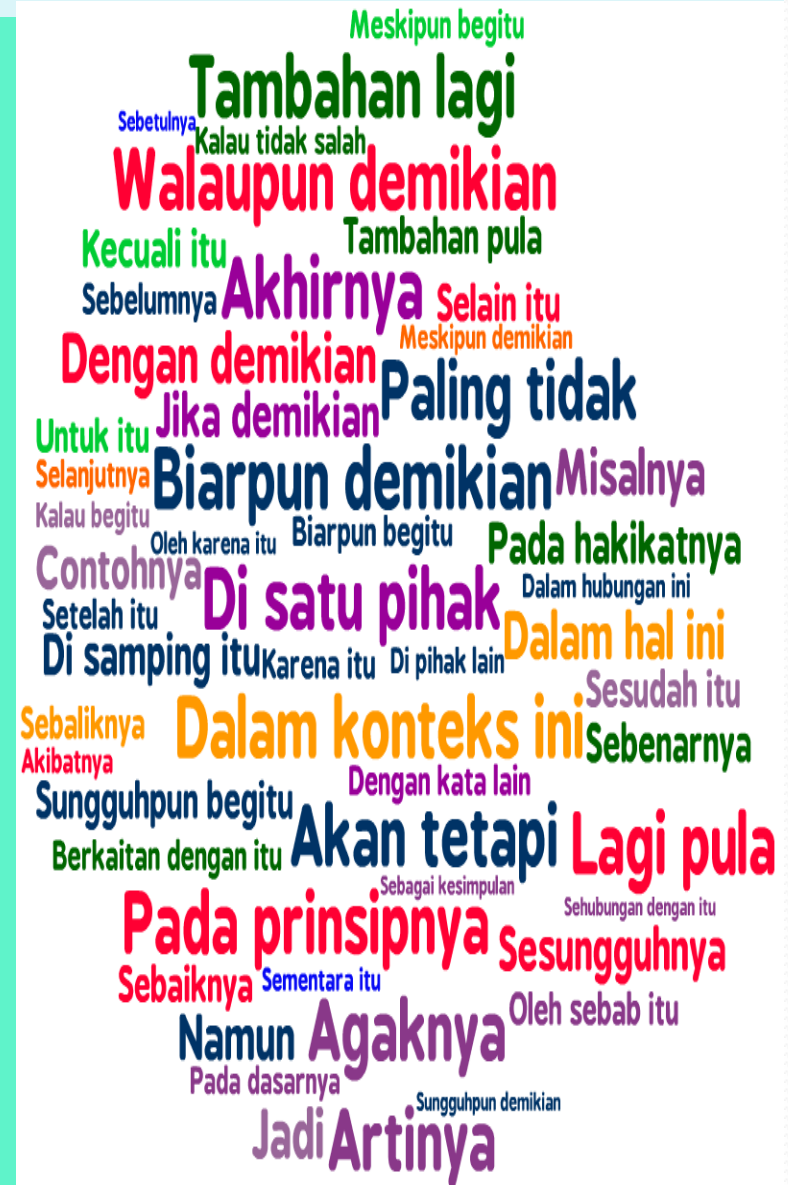 Meskipun begitu
Tambahan lagi
Sebetulnya
Kalau tidak salah
Walaupun demikian
Tambahan pula
Kecuali itu
Akhirnya
Sebelumnya
Selain itu
Meskipun demikian
Dengan demikian
Paling tidak
Jika demikian
Untuk itu
Biarpun demikian
Misalnya
Selanjutnya
Kalau begitu
Biarpun begitu
Oleh karena itu
Pada hakikatnya
Contohnya
Di satu pihak
Dalam hubungan ini
Setelah itu
Dalam hal ini
Di samping itu
Karena itu
Di pihak lain
Sesudah itu
Sebaliknya
Dalam konteks ini
Sebenarnya
Akibatnya
Dengan kata lain
Sungguhpun begitu
Akan tetapi
Lagi pula
Berkaitan dengan itu
Sebagai kesimpulan
Sehubungan dengan itu
Pada prinsipnya
Sesungguhnya
Sebaiknya
Sementara itu
Oleh sebab itu
Namun
Agaknya
Pada dasarnya
Sungguhpun demikian
Jadi
Artinya